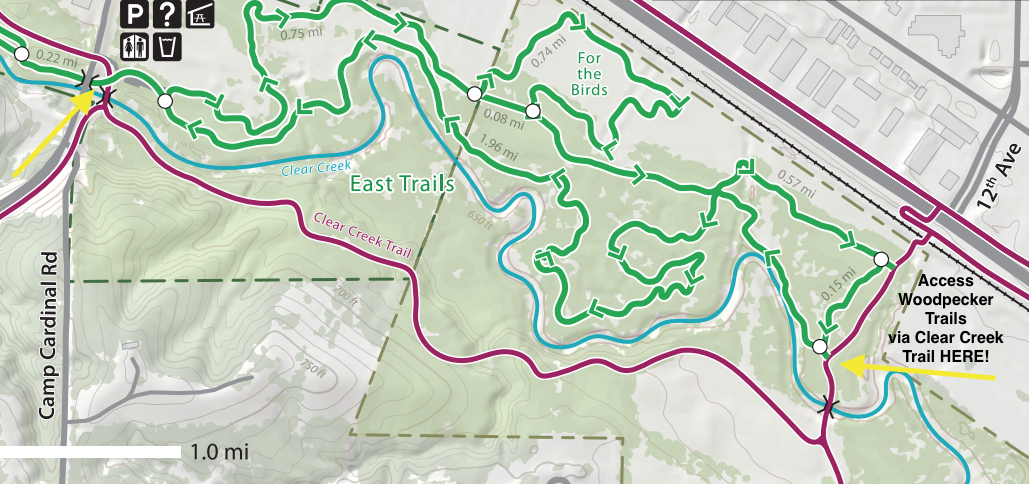 P ?
0.75 mi
0.22 mi
0.74 mi
For
the
Birds
0.08 mi
1.96 mi
Clear Creek
East Trails
650 ft
Clear Creek Trail
0.57 mi
12th Ave
0.15 mi
Access
Woodpecker
Trails
via Clear Creek
Trail HERE!
Camp Cardinal Rd
700 ft
750 ft
1.0 mi